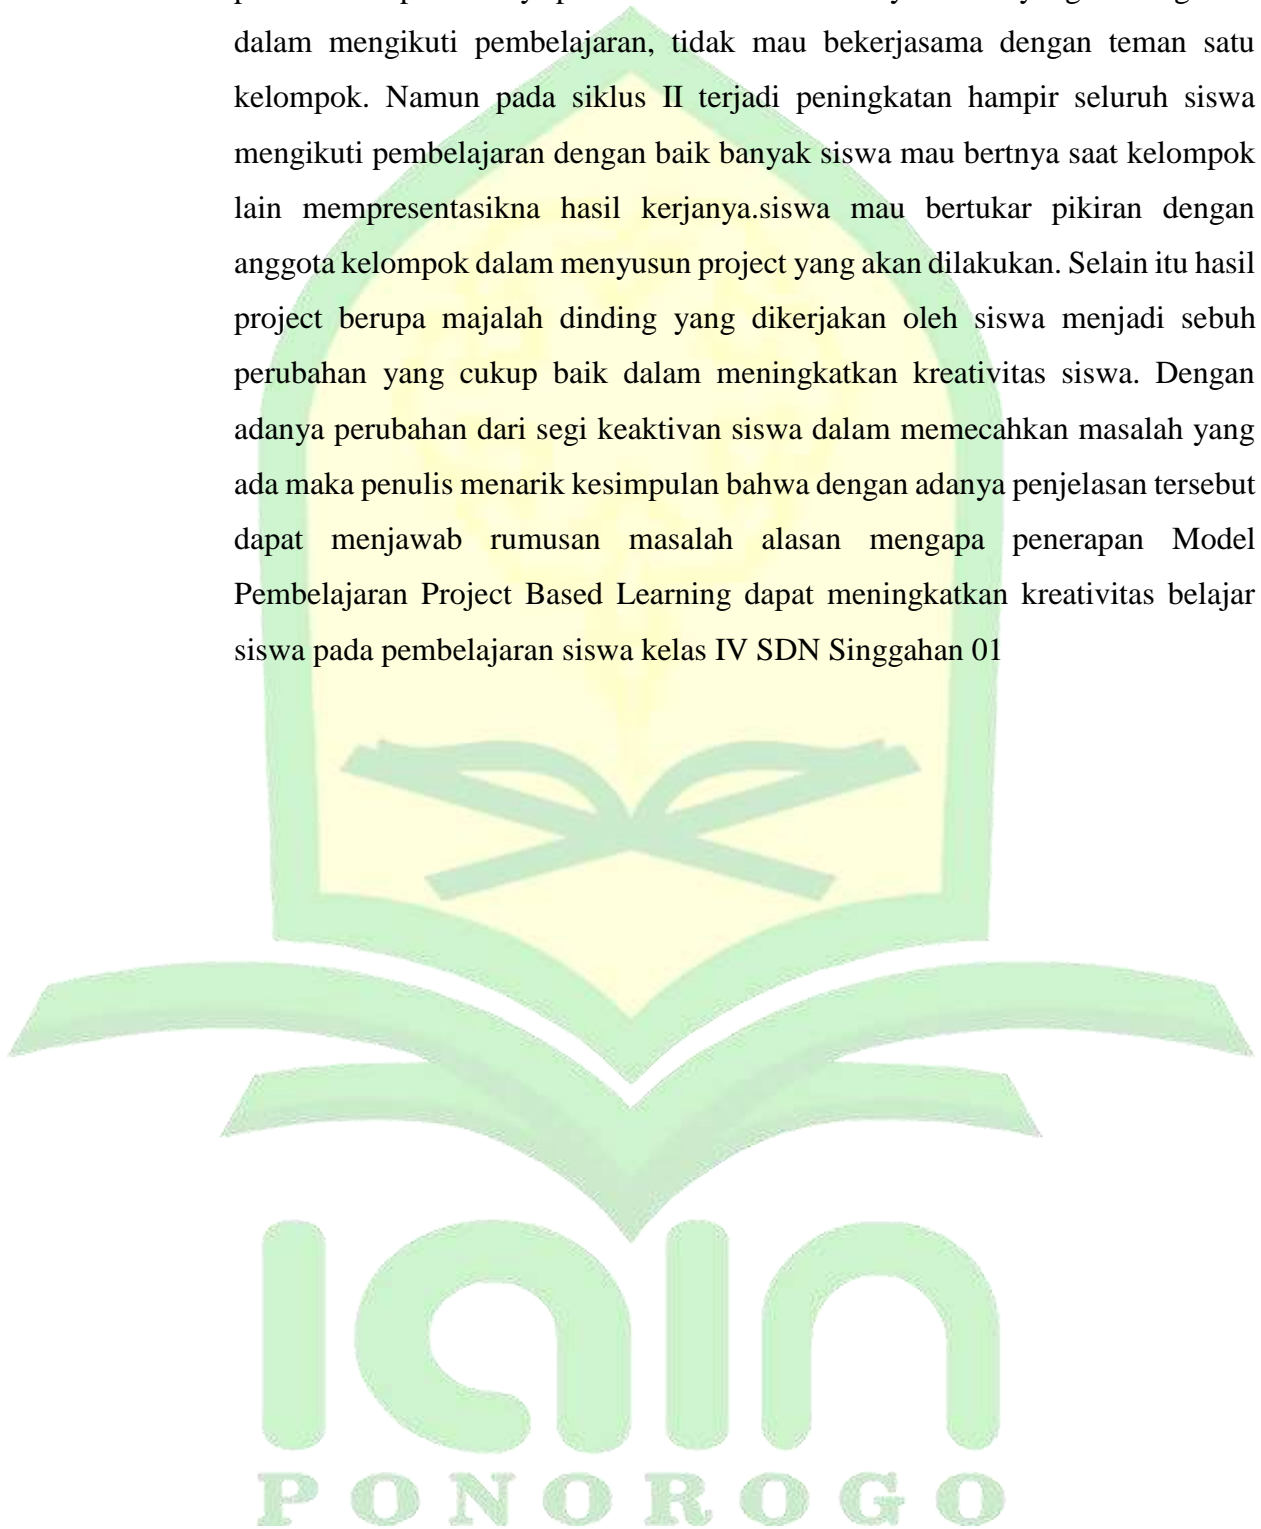 dalam mengikuti pembelajaran, tidak mau bekerjasama dengan teman satu
kelompok. Namun pada siklus II terjadi peningkatan hampir seluruh siswa
mengikuti pembelajaran dengan baik banyak siswa mau bertnya saat kelompok
lain mempresentasikna hasil kerjanya.siswa mau bertukar pikiran dengan
anggota kelompok dalam menyusun project yang akan dilakukan. Selain itu hasil
project berupa majalah dinding yang dikerjakan oleh siswa menjadi sebuh
perubahan yang cukup baik dalam meningkatkan kreativitas siswa. Dengan
adanya perubahan dari segi keaktivan siswa dalam memecahkan masalah yang
ada maka penulis menarik kesimpulan bahwa dengan adanya penjelasan tersebut
dapat menjawab rumusan masalah alasan mengapa penerapan Model
Pembelajaran Project Based Learning dapat meningkatkan kreativitas belajar
siswa pada pembelajaran siswa kelas IV SDN Singgahan 01
iain
PONOROGO